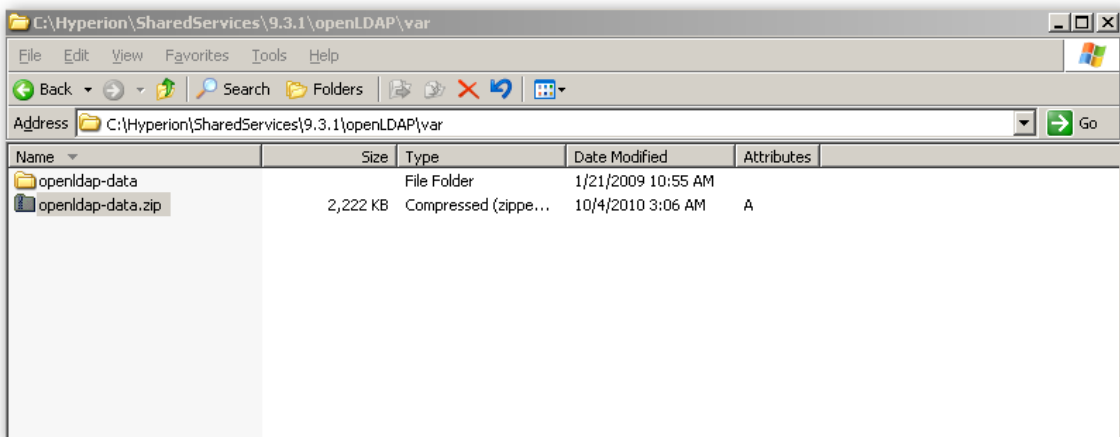 C:\Hyperion\SharedServices\9.3.1\openLDAP\var
File Edit View Favorites Tools Help
Back Search Folders
Address C:\Hyperion\SharedServices\9.3.1\openLDAP\var Go
Name Size Type Date Modified Attributes
openldap-data File Folder 1/21/2009 10:55 AM
openldap-data.zip 2,222 KB Compressed (zippe... 10/4/2010 3:06 AM A